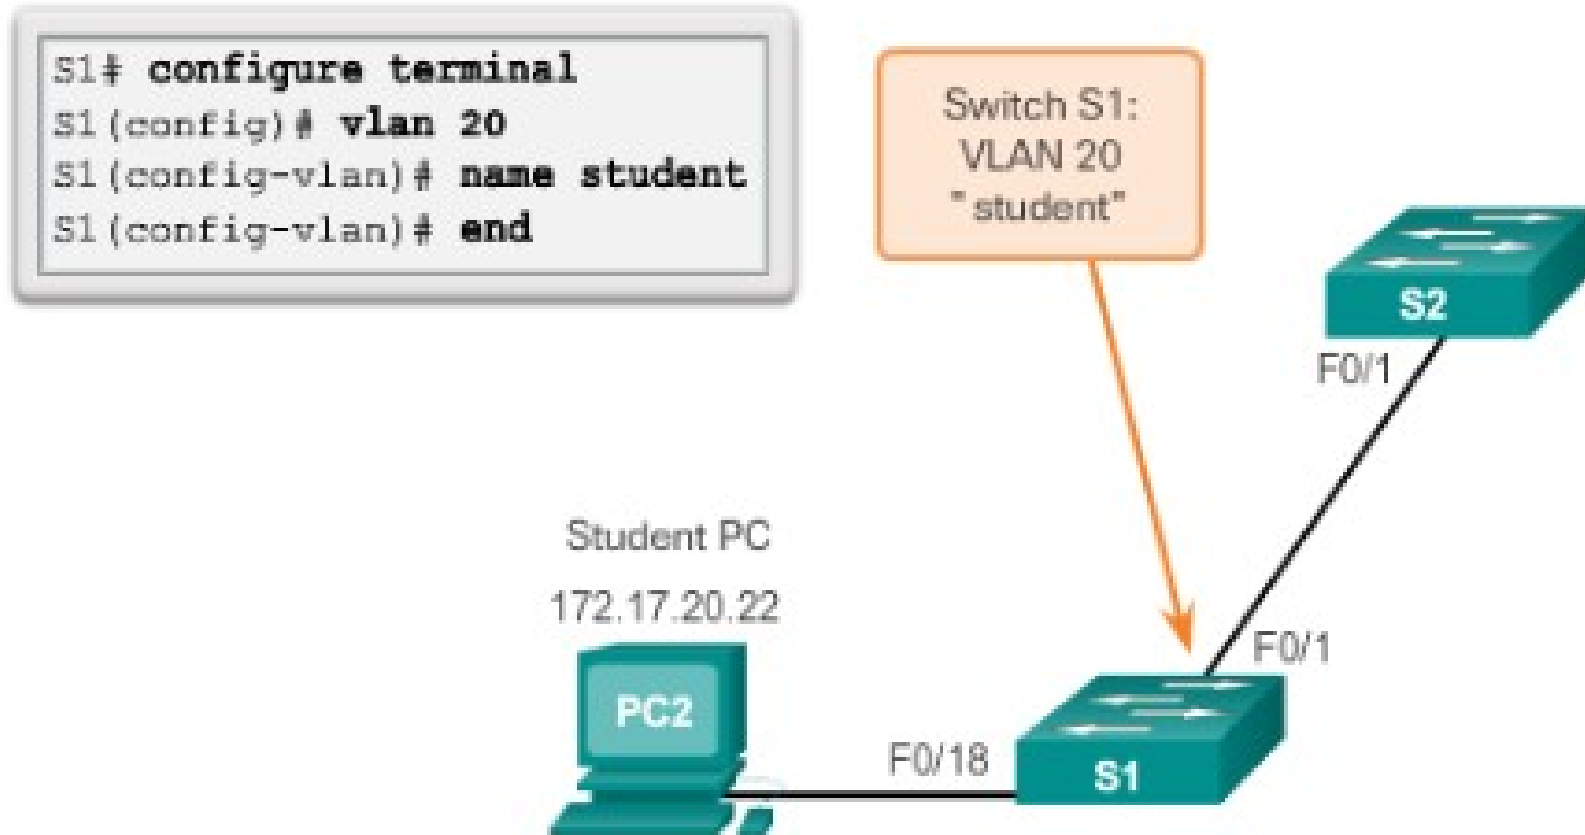 S1# configure terminal
S1(config)# vlan 20
S1(config-vlan)# name student
S1(config-vlan)# end
Switch S1:
VLAN 20
"student"
S2
F0/1
Student PC
172.17.20.22
F0/1
PC2
F0/18
S1